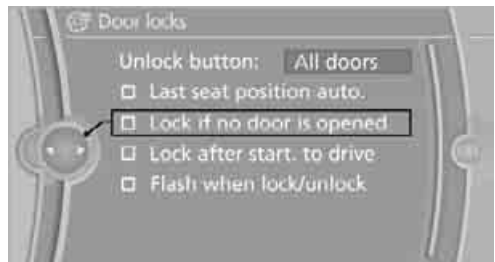 Door locks
Unlock button: All doors
Last seat position auto.
Lock if no door is opened
Lock after start. to drive
Flash when lock/unlock